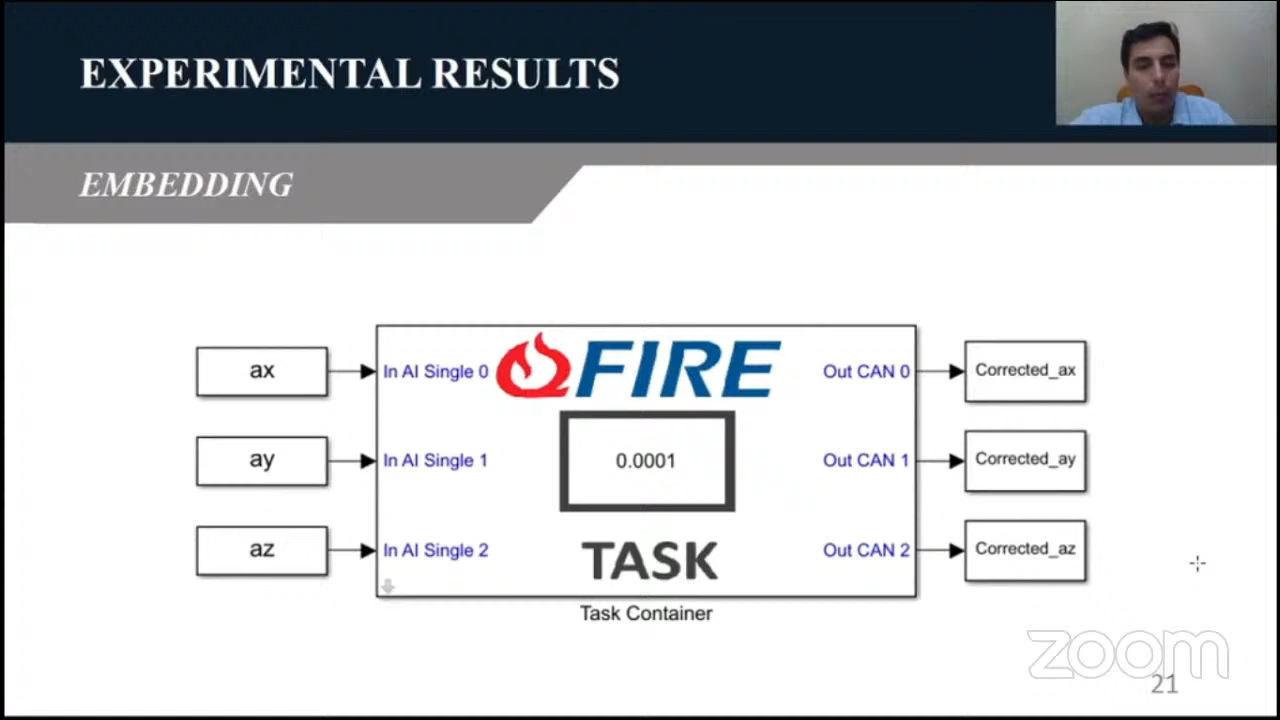 EXPERIMENTAL RESULTS
EMBEDDING
ax
In AI Single 0
FIRE
Out CAN 0
Corrected_ax
ay
In AI Single 1
0.0001
Out CAN 1
Corrected_ay
az
In AI Single 2
TASK
Out CAN 2
Corrected_az
Task Container
zoom
21